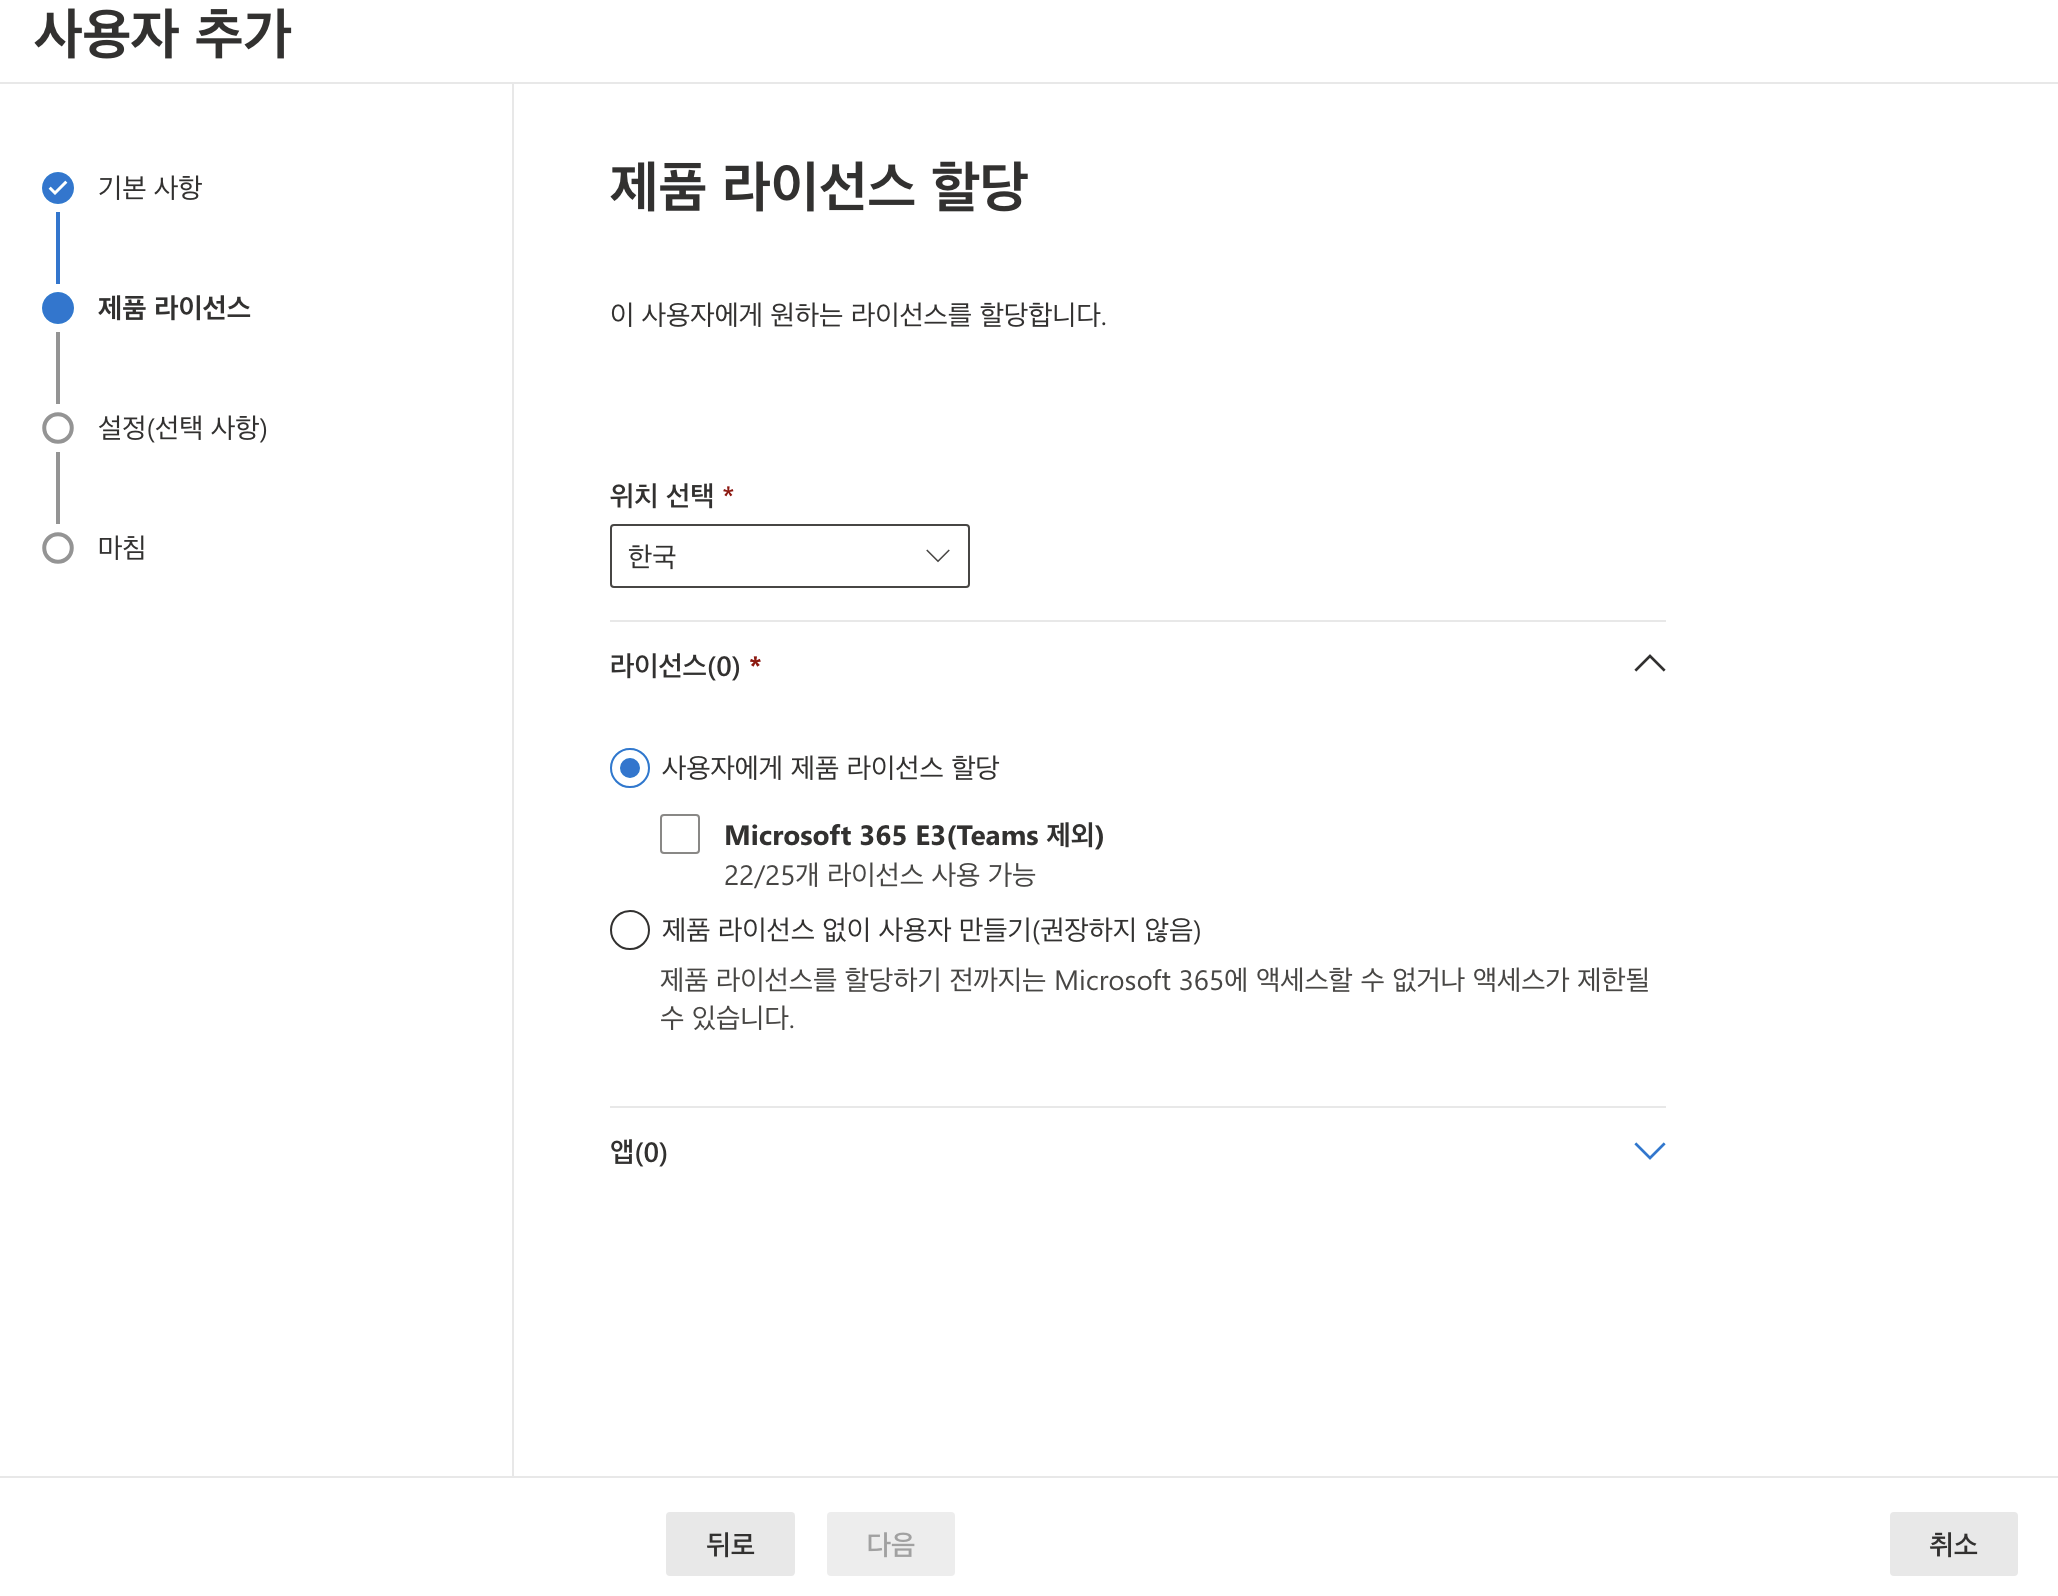 사용자 추가
기본 사항
제품 라이선스
설정(선택 사항)
마침
제품 라이선스 할당
이 사용자에게 원하는 라이선스를 할당합니다.
위치 선택 *
한국
라이선스(0) *
사용자에게 제품 라이선스 할당
Microsoft 365 E3(Teams 제외)
22/25개 라이선스 사용 가능
제품 라이선스 없이 사용자 만들기(권장하지 않음)
제품 라이선스를 할당하기 전까지는 Microsoft 365에 액세스할 수 없거나 액세스가 제한될
수 있습니다.
앱(0)
뒤로
다음
취소